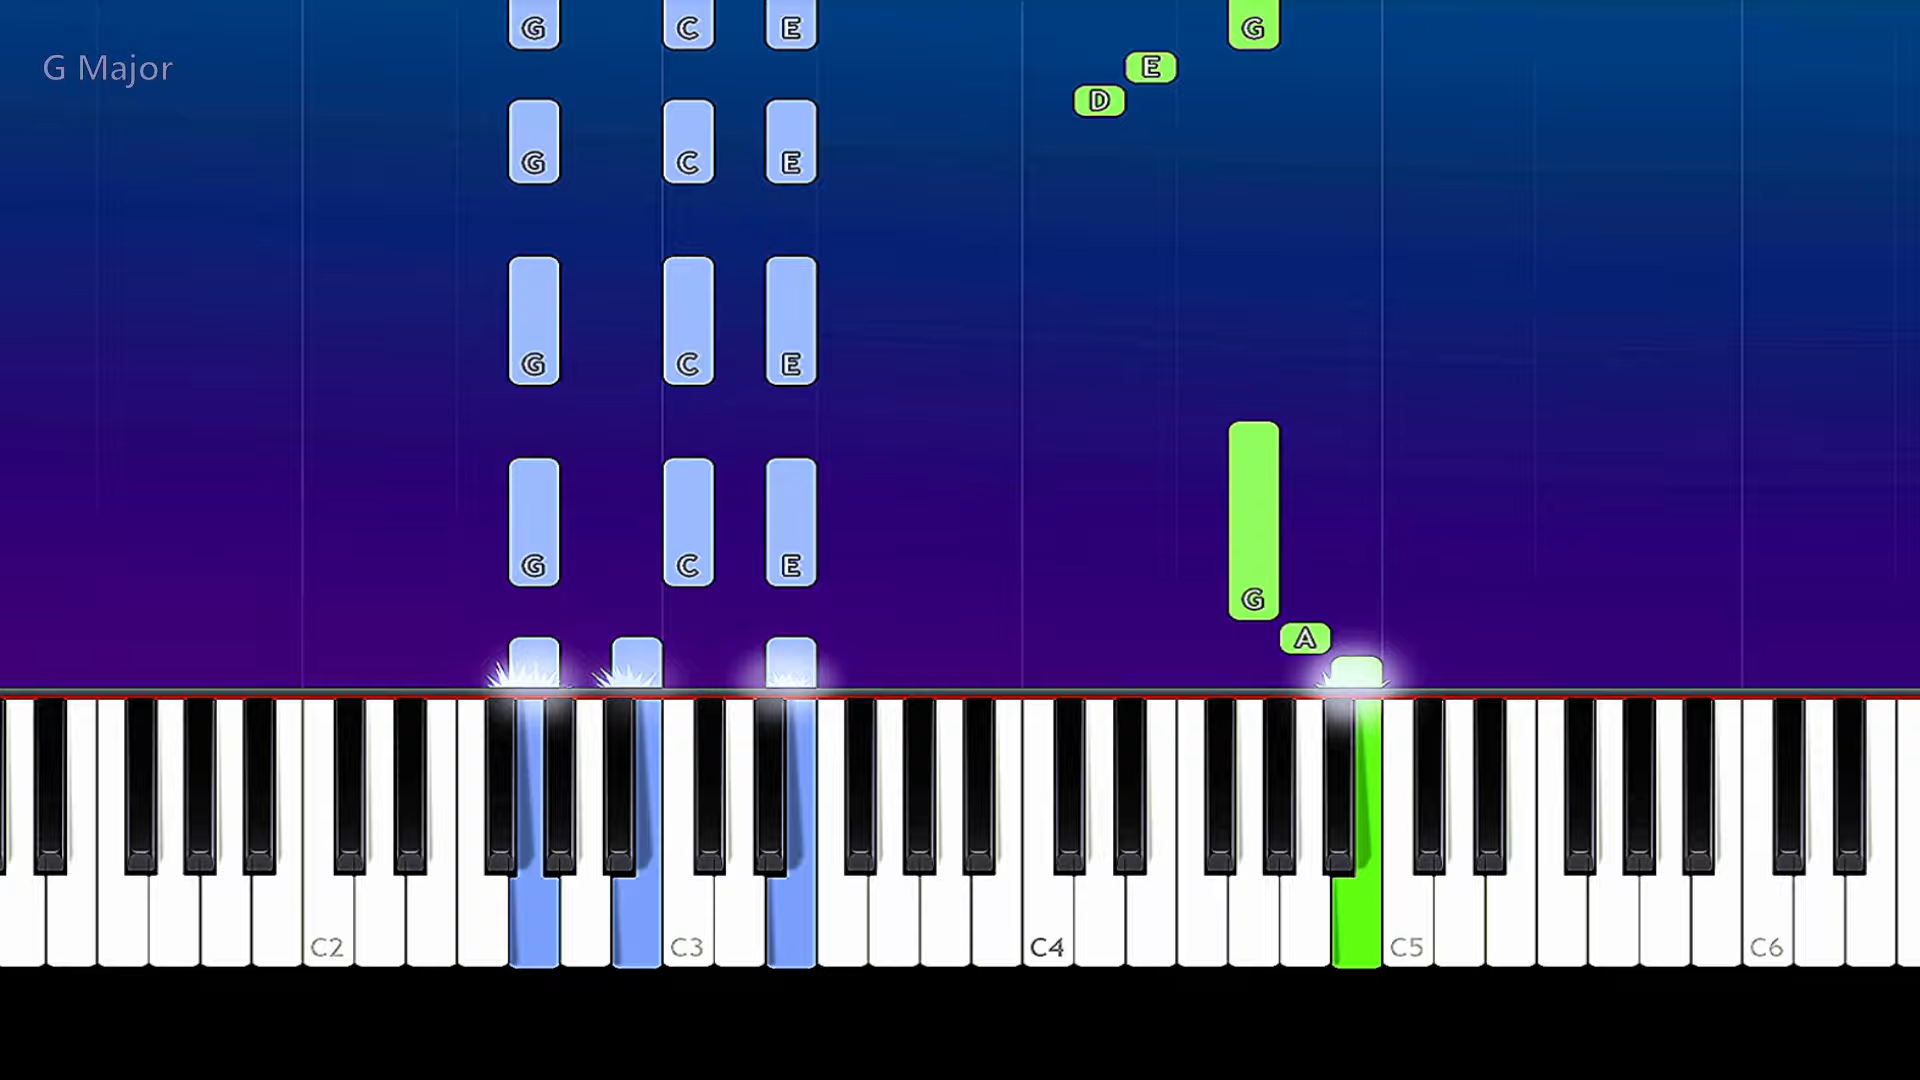 G C E G
G Major
E
D
G C E
G C E
G C E
G
A
C2 C3 C4 C5 C6